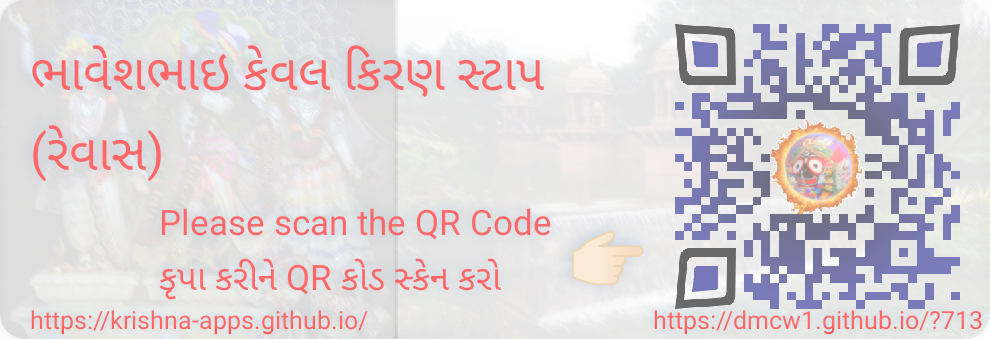 ભાવેશભાઇ કેવલ કિરણ સ્ટાપ
(રેવાસ)
Please scan the QR Code
કૃપા કરીને QR કોડ સ્કેન કરો
https://krishna-apps.github.io/
https://dmcw1.github.io/?713